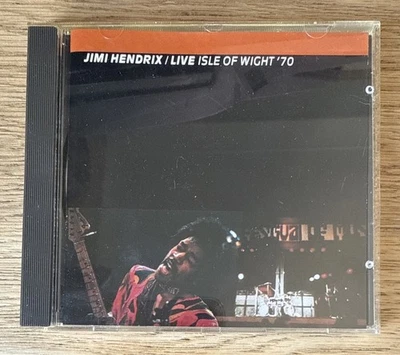 JIMI HENDRIX / LIVE ISLE OF WIGHT '70